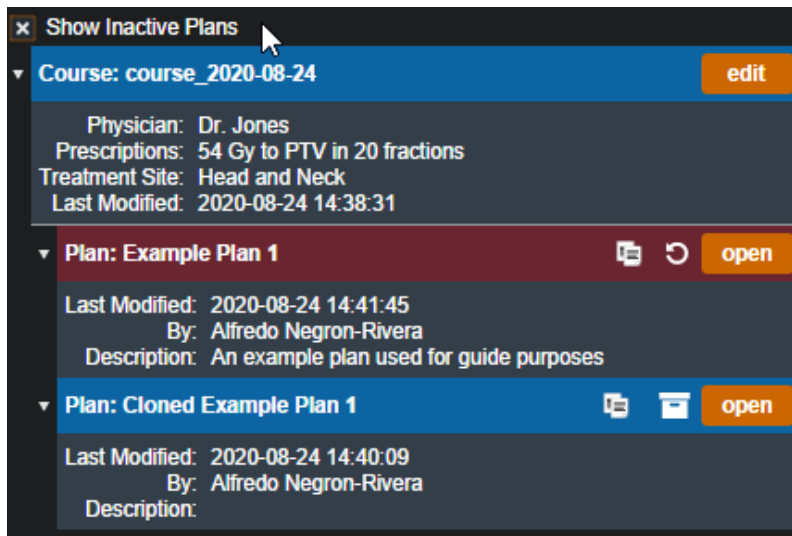 Show Inactive Plans
Course: course_2020-08-24 edit
Physician: Dr. Jones
Prescriptions: 54 Gy to PTV in 20 fractions
Treatment Site: Head and Neck
Last Modified: 2020-08-24 14:38:31
Plan: Example Plan 1 open
Last Modified: 2020-08-24 14:41:45
By: Alfredo Negron-Rivera
Description: An example plan used for guide purposes
Plan: Cloned Example Plan 1 open
Last Modified: 2020-08-24 14:40:09
By: Alfredo Negron-Rivera
Description: